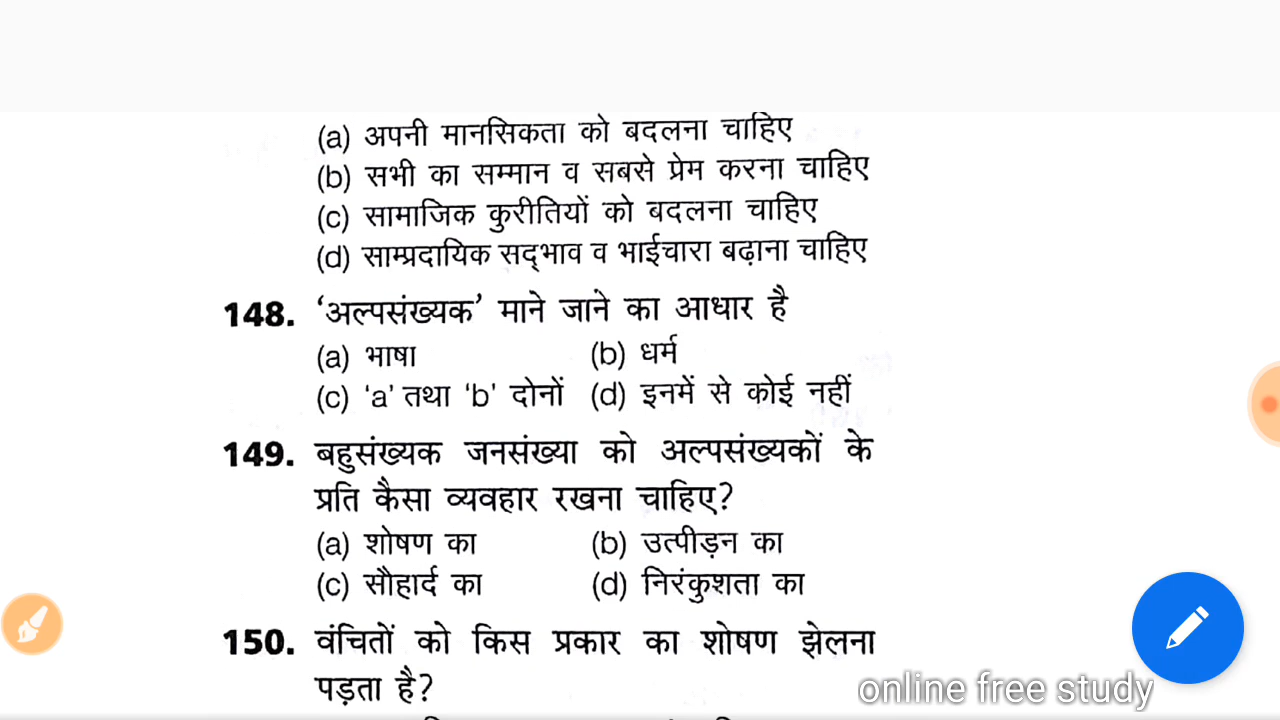 (a) अपनी मानसिकता को बदलना चाहिए
(b) सभी का सम्मान व सबसे प्रेम करना चाहिए
(c) सामाजिक कुरीतियों को बदलना चाहिए
(d) साम्प्रदायिक सद्भाव व भाईचारा बढ़ाना चाहिए
148. ‘अल्पसंख्यक’ माने जाने का आधार है
(a) भाषा (b) धर्म
(c) ‘a’ तथा ‘b’ दोनों (d) इनमें से कोई नहीं
149. बहुसंख्यक जनसंख्या को अल्पसंख्यकों के
प्रति कैसा व्यवहार रखना चाहिए?
(a) शोषण का (b) उत्पीड़न का
(c) सौहार्द का (d) निरंकुशता का
150. वंचितों को किस प्रकार का शोषण झेलना
पड़ता है?
online free study